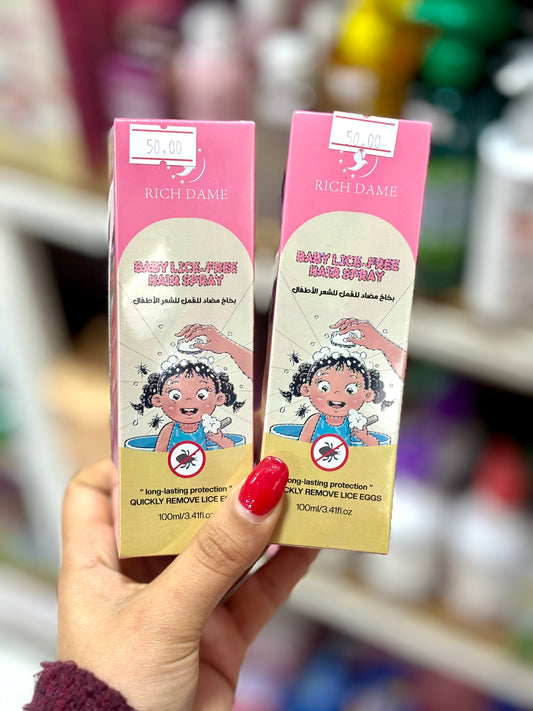 50.00
RICH DAME
BABY LICE-FREE
HAIR SPRAY
بخاخ مضاد للقمل للشعر الأطفال
" long-lasting protection "
QUICKLY REMOVE LICE EGGS
100ml/3.41fl.oz
50.00
RICH DAME
BABY LICE-FREE
HAIR SPRAY
بخاخ مضاد للقمل للشعر الأطفال
long-lasting protection "
QUICKLY REMOVE LICE EGGS
100ml/3.41fl.oz